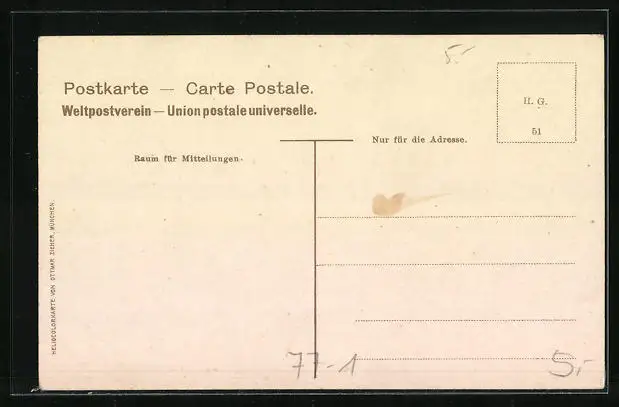 5.-
Postkarte — Carte Postale.
Weltpostverein — Union postale universelle.
H. G.
51
Nur für die Adresse.
Raum für Mitteilungen.
HELIOCOLORKARTE VON OTTMAR ZIEHER, MÜNCHEN.
77-1
5,-